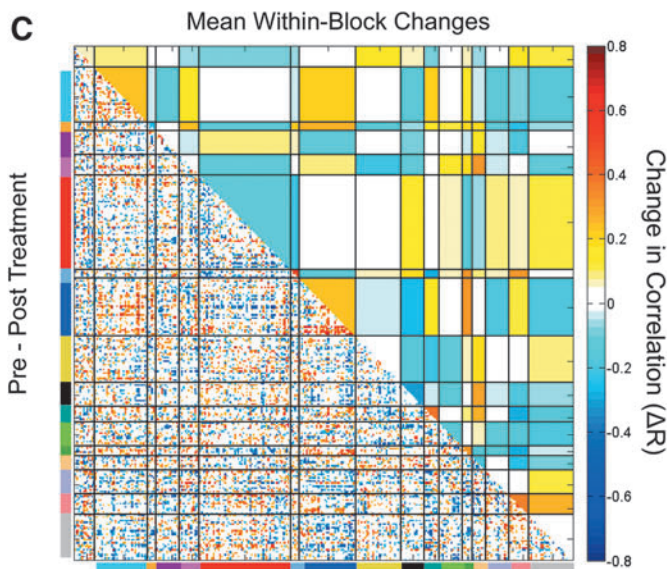 C
Mean Within-Block Changes
Pre - Post Treatment
0.8
0.6
0.4
0.2
0
-0.2
-0.4
-0.6
-0.8
Change in Correlation (ΔR)